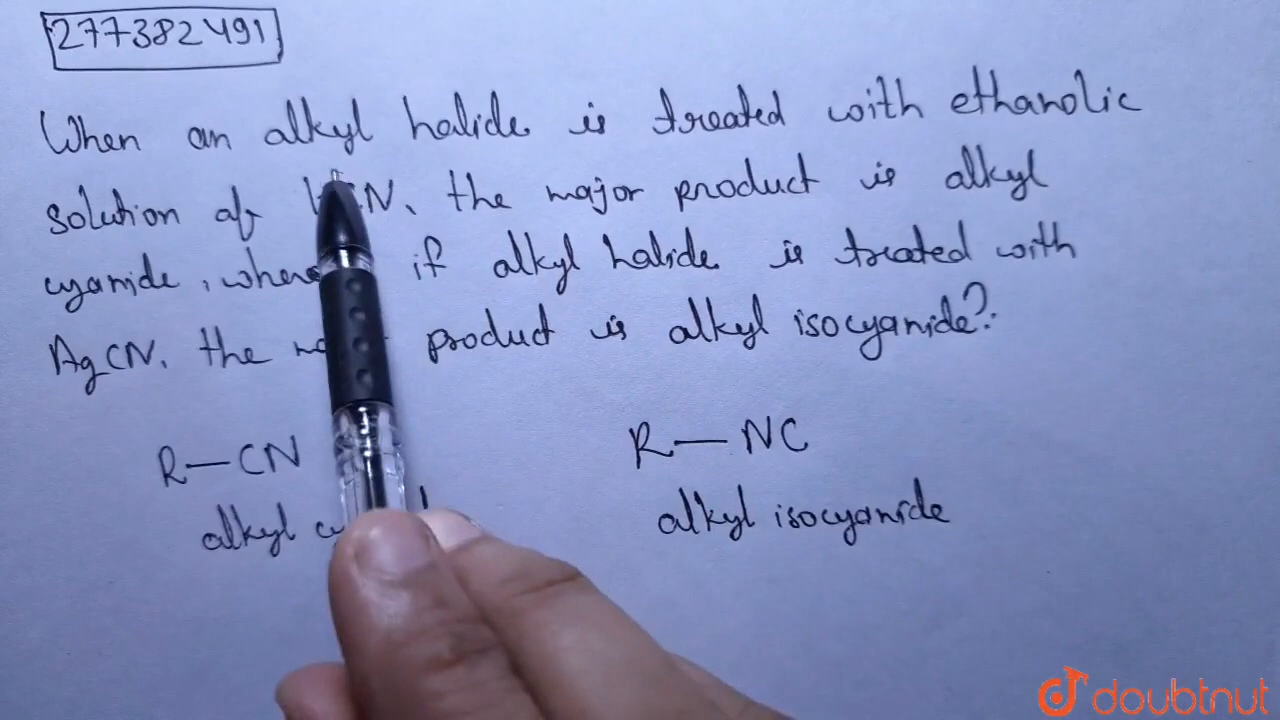 277382491
When an alkyl halide is treated with ethanolic
solution of KCN, the major product is alkyl
cyanide, if alkyl halide is treated with
AgCN, the product is alkyl isocyanide?
R—CN R—NC
alkyl alkyl isocyanide
doubtnut